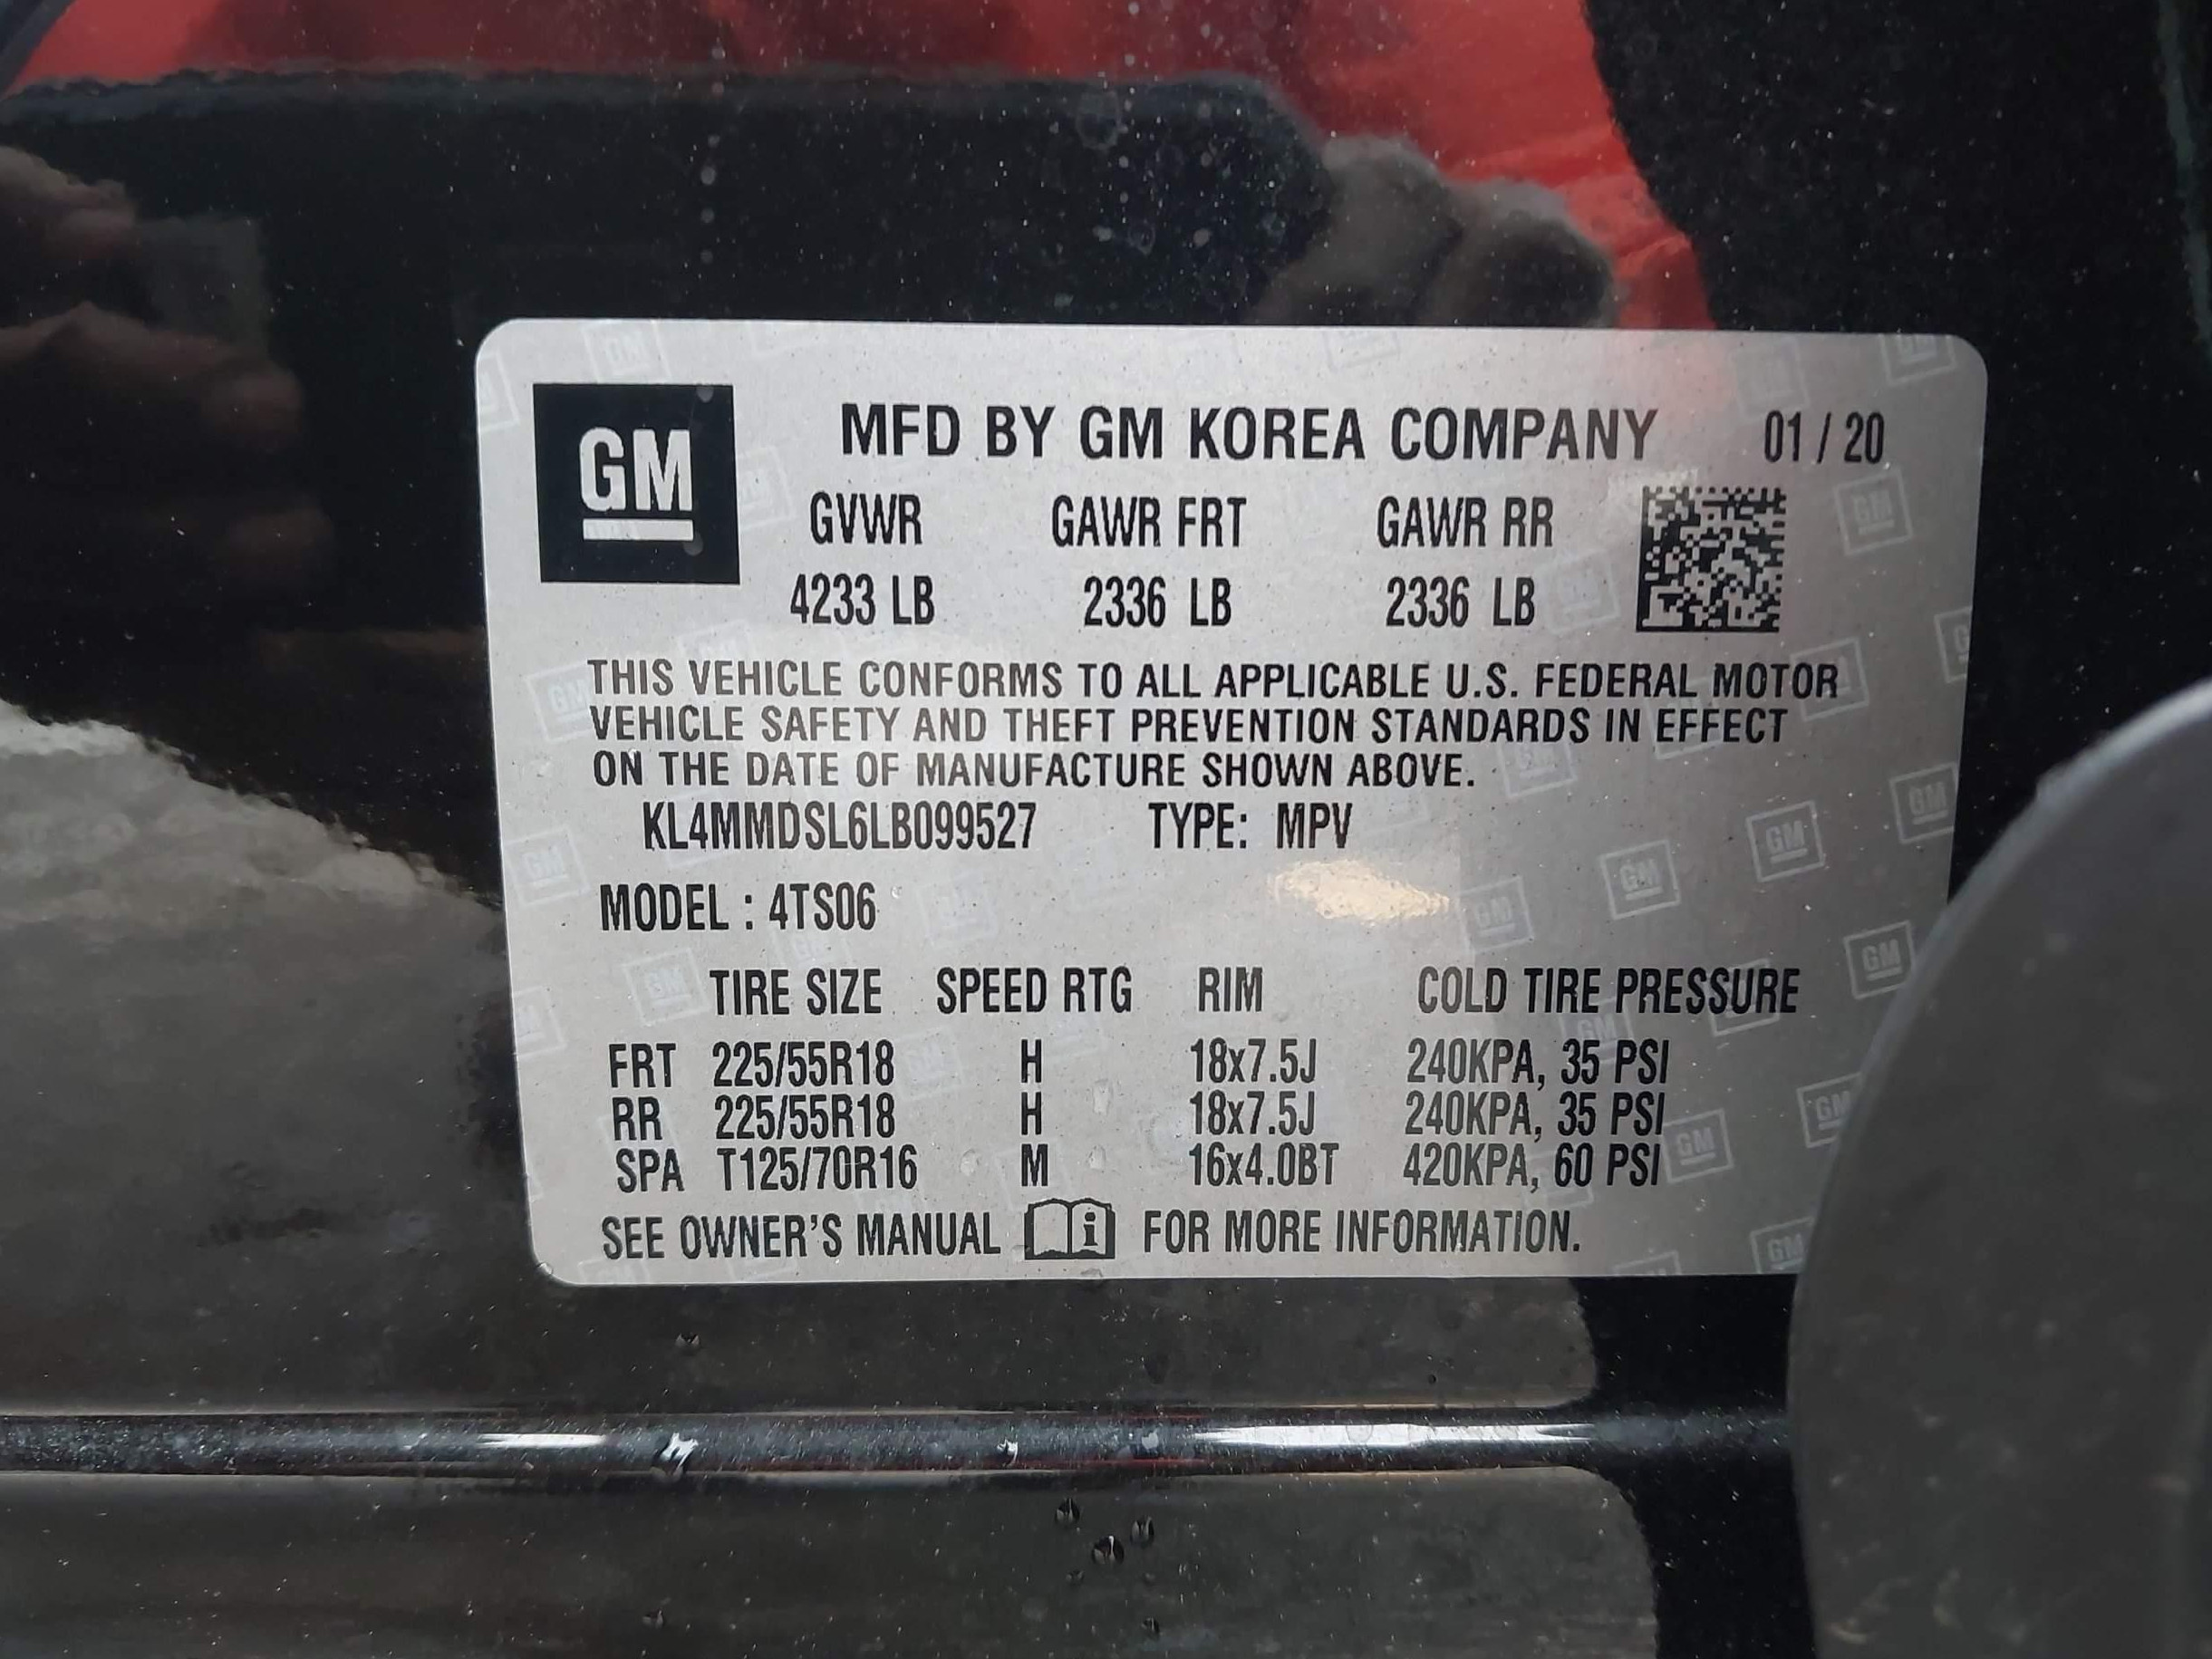 GM
MFD BY GM KOREA COMPANY 01 / 20
GVWR GAWR FRT GAWR RR
4233 LB 2336 LB 2336 LB
THIS VEHICLE CONFORMS TO ALL APPLICABLE U.S. FEDERAL MOTOR
VEHICLE SAFETY AND THEFT PREVENTION STANDARDS IN EFFECT
ON THE DATE OF MANUFACTURE SHOWN ABOVE.
KL4MMDSL6LB099527 TYPE: MPV
MODEL : 4TS06
TIRE SIZE SPEED RTG RIM COLD TIRE PRESSURE
FRT 225/55R18 H 18x7.5J 240KPA, 35 PSI
RR 225/55R18 H 18x7.5J 240KPA, 35 PSI
SPA T125/70R16 M 16x4.0BT 420KPA, 60 PSI
SEE OWNER'S MANUAL i FOR MORE INFORMATION.